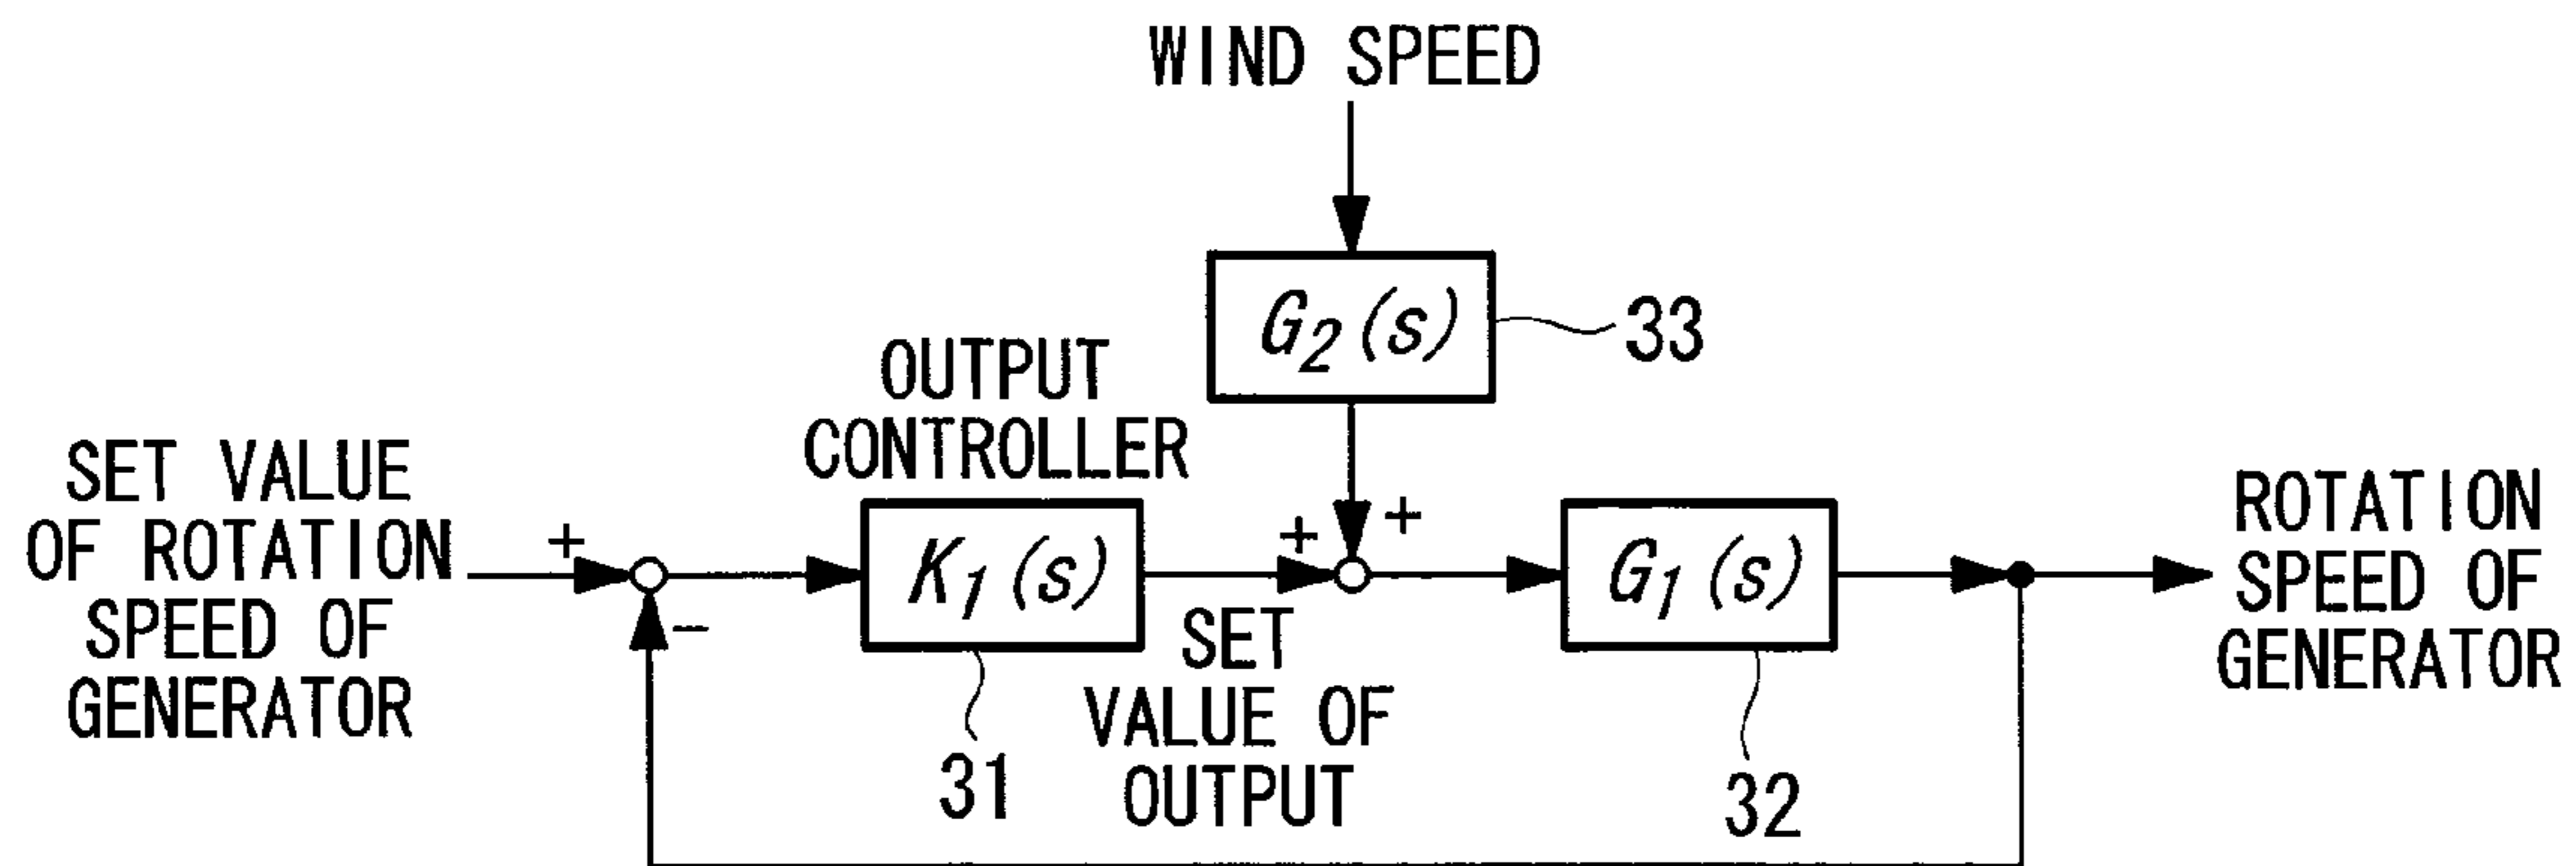 WIND SPEED
G2(s)
33
OUTPUT
CONTROLLER
SET VALUE
OF ROTATION
SPEED OF
GENERATOR
+
-
K1(s)
31
+
+
SET
VALUE OF
OUTPUT
G1(s)
32
ROTATION
SPEED OF
GENERATOR